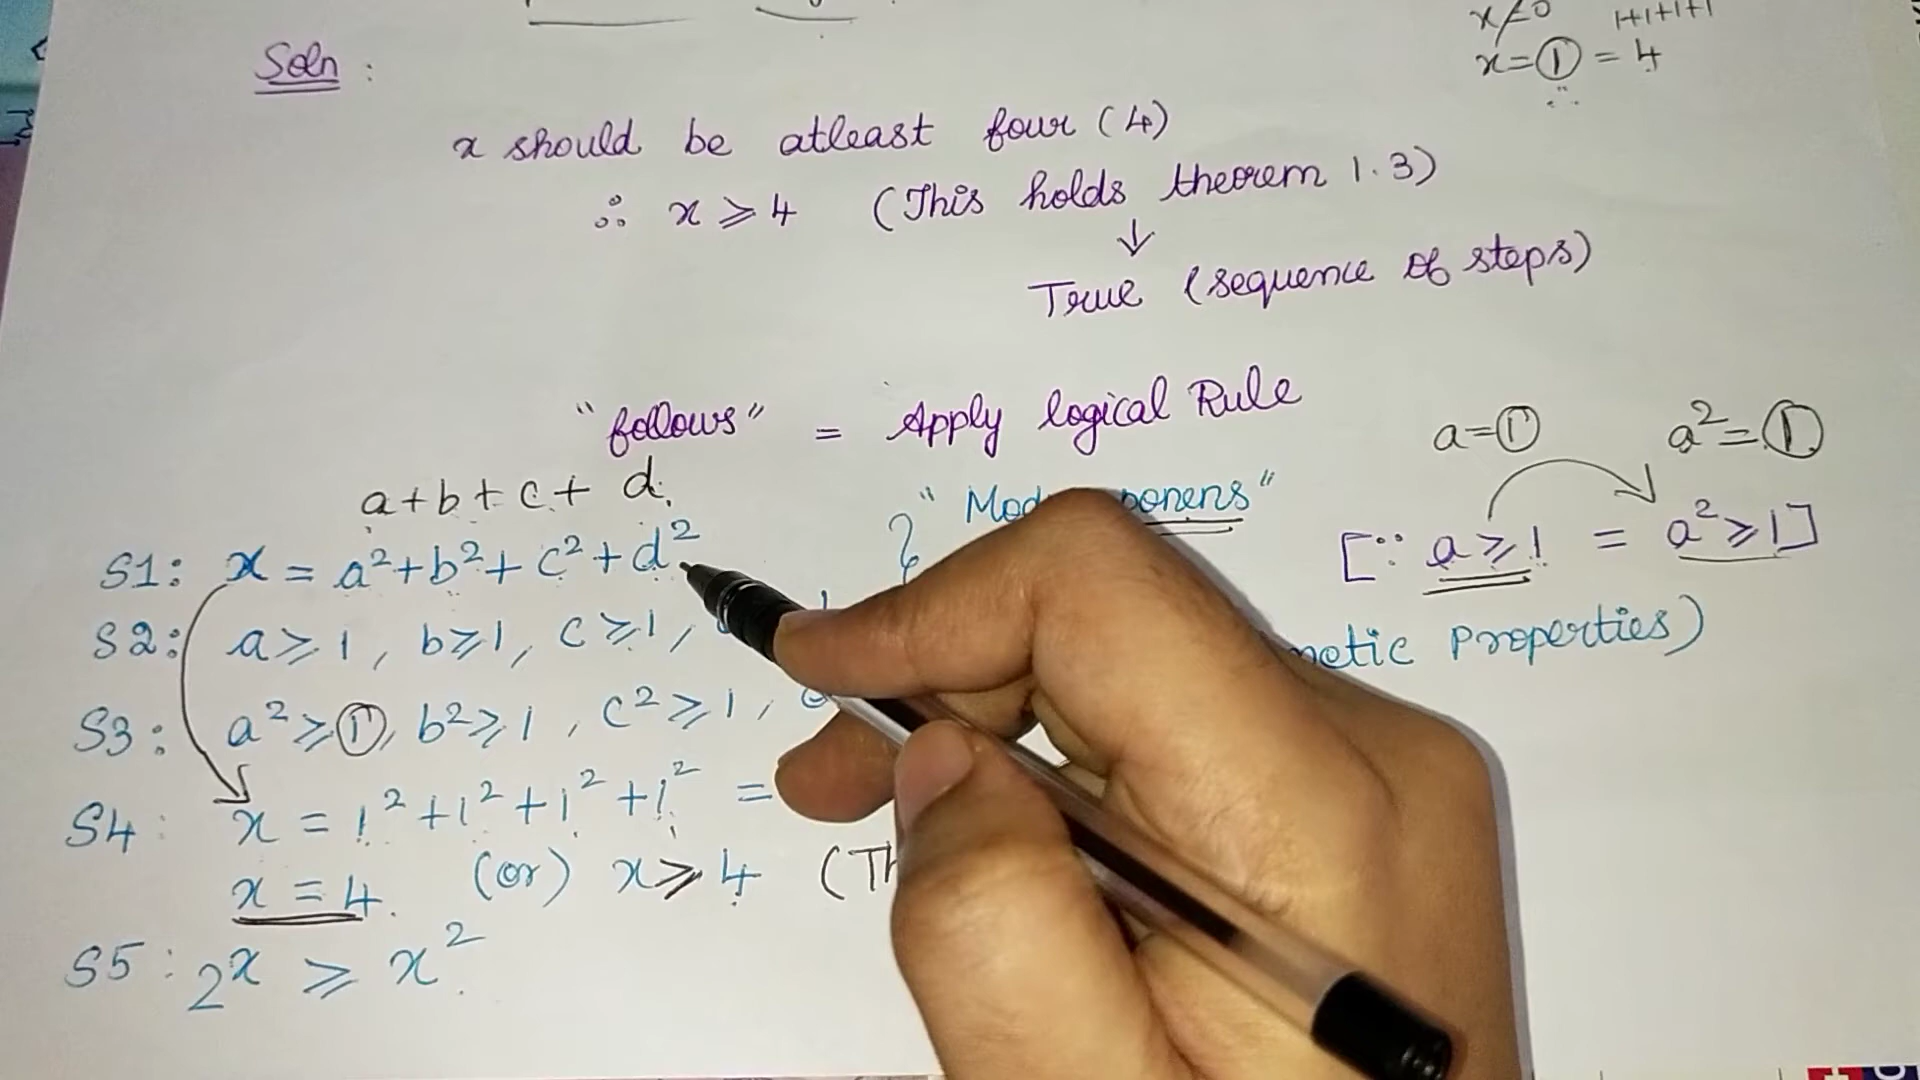 x≠0 1+1+1+1
x=① = 4
Soln :
x should be atleast four (4)
∴ x ≥ 4 (This holds theorem 1.3)
↓
True (sequence of steps)
"follows" = Apply logical Rule
a=① a²=①
a+b+c+d.
"Mod ponens"
S1: x = a²+b²+c²+d² }
[∵ a≥1 = a²≥1]
S2: a≥1, b≥1, c≥1,
Properties)
S3: a²≥①, b²≥1, c²≥1,
S4: x = 1²+1²+1²+1² =
x = 4. (or) x≥4 (Th
S5: 2ˣ ≥ x².